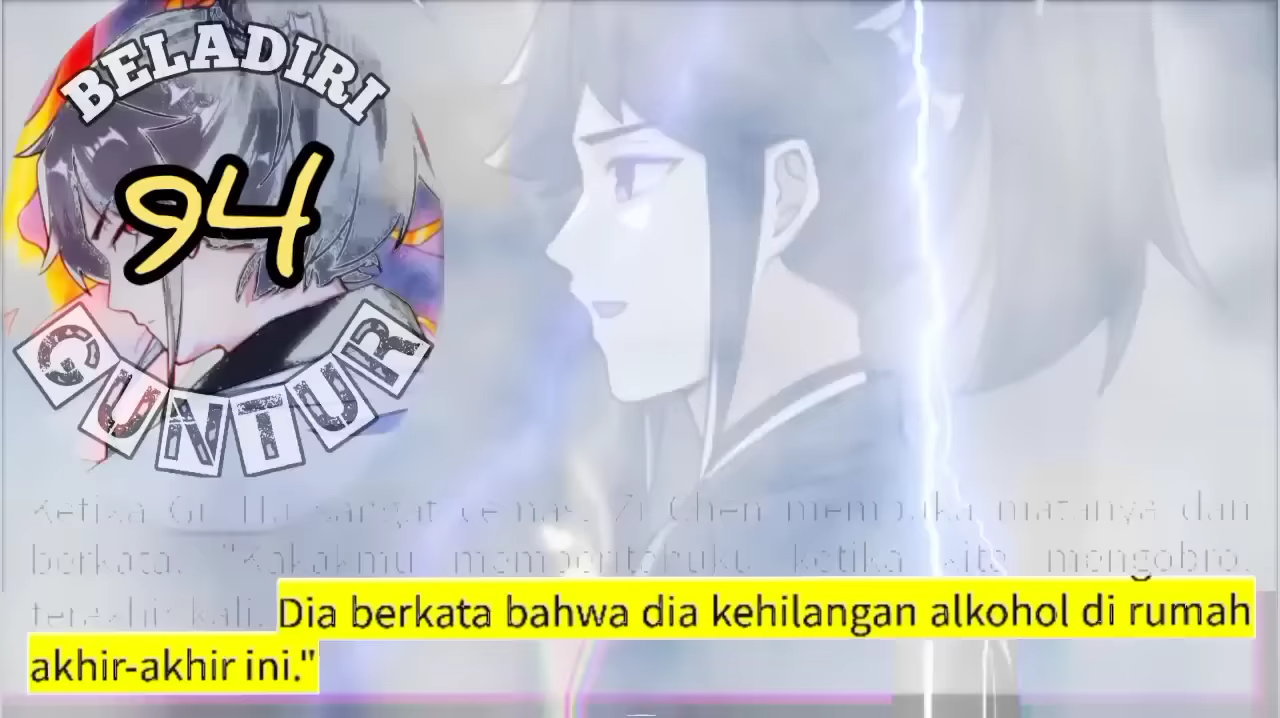 BELADIRI
94
GUNTUR
Ketika Gu Hu sangat cemas, Zi Chen membuka matanya dan
berkata, "Kakakmu memberitahuku ketika kita mengobrol
terakhir kali. Dia berkata bahwa dia kehilangan alkohol di rumah
akhir-akhir ini."